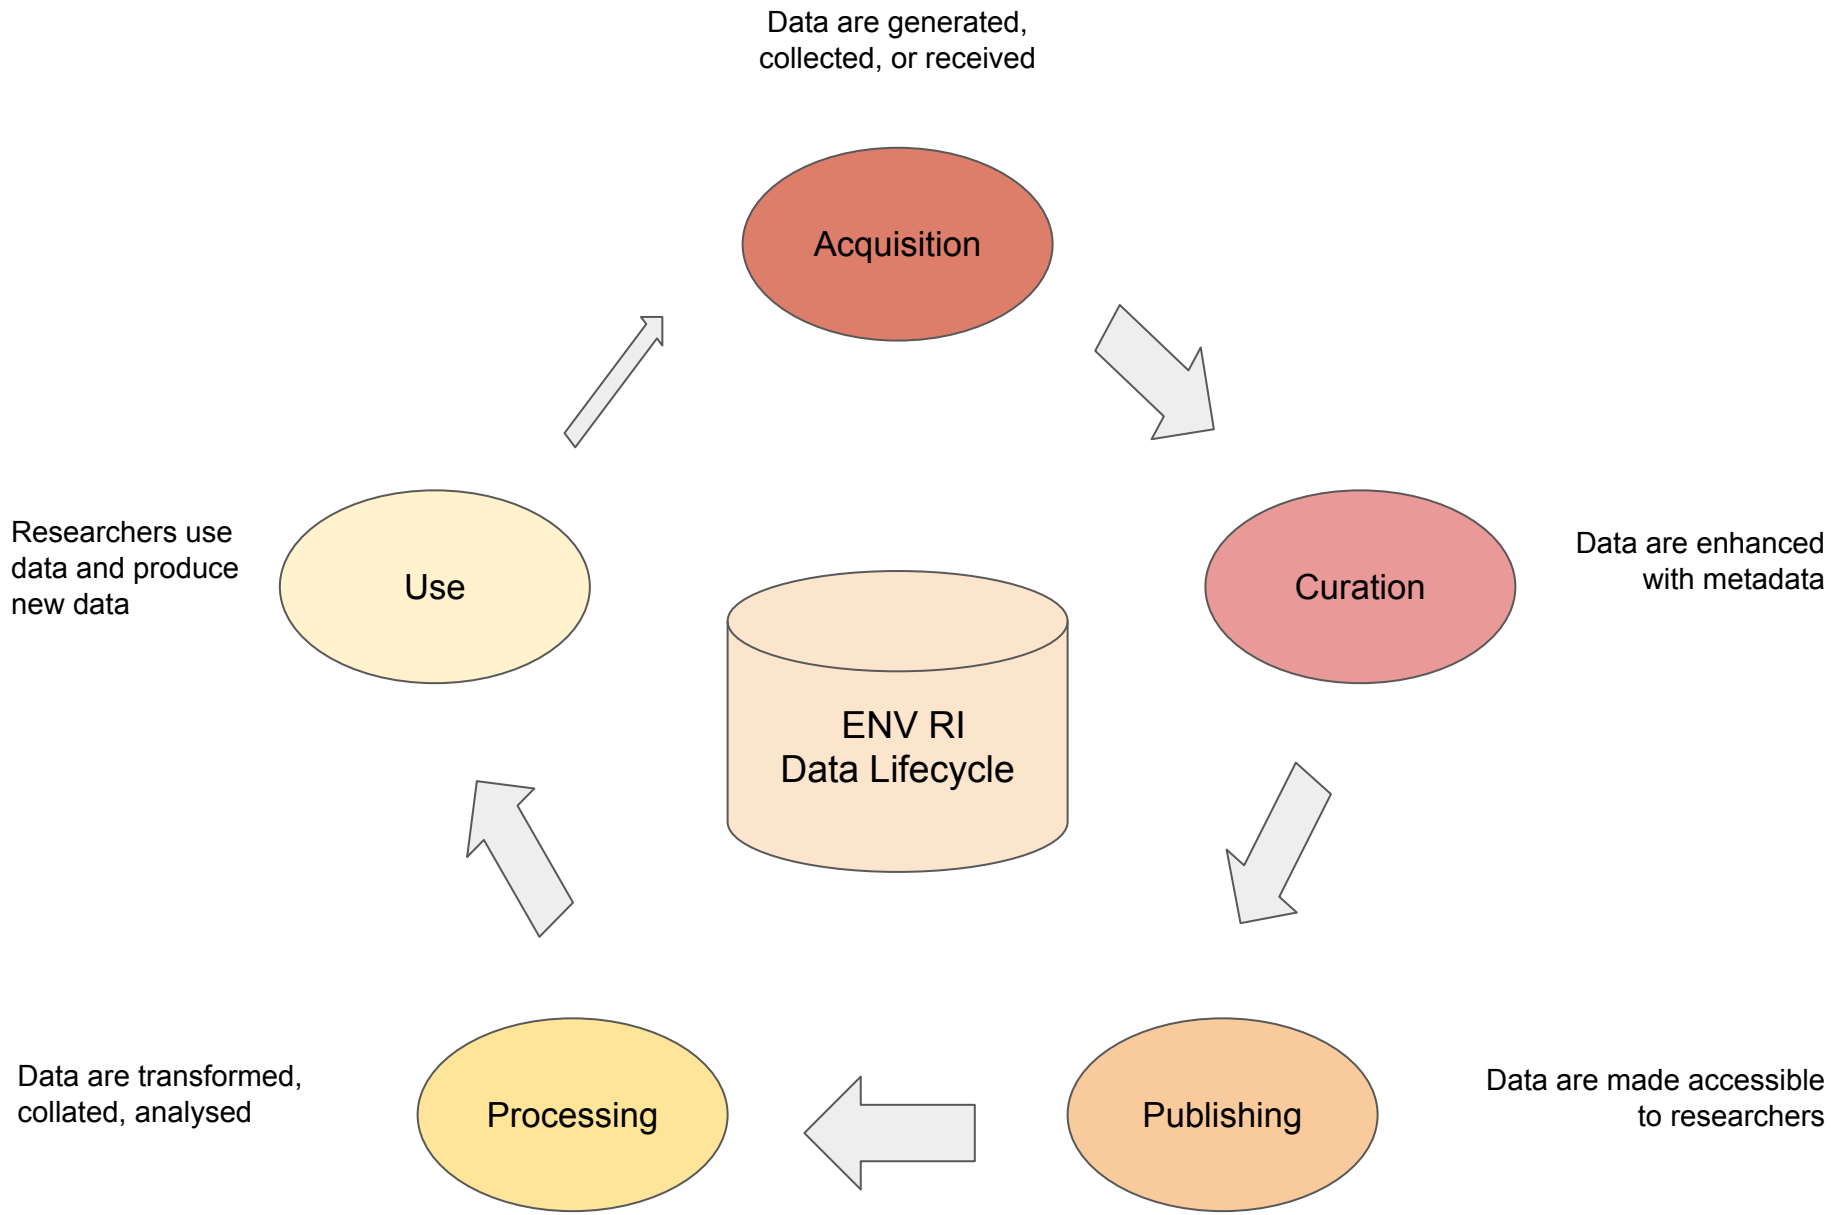 Data are generated,
collected, or received
Acquisition
Researchers use
data and produce
new data
Use
Curation
Data are enhanced
with metadata
ENV RI
Data Lifecycle
Data are transformed,
collated, analysed
Processing
Publishing
Data are made accessible
to researchers